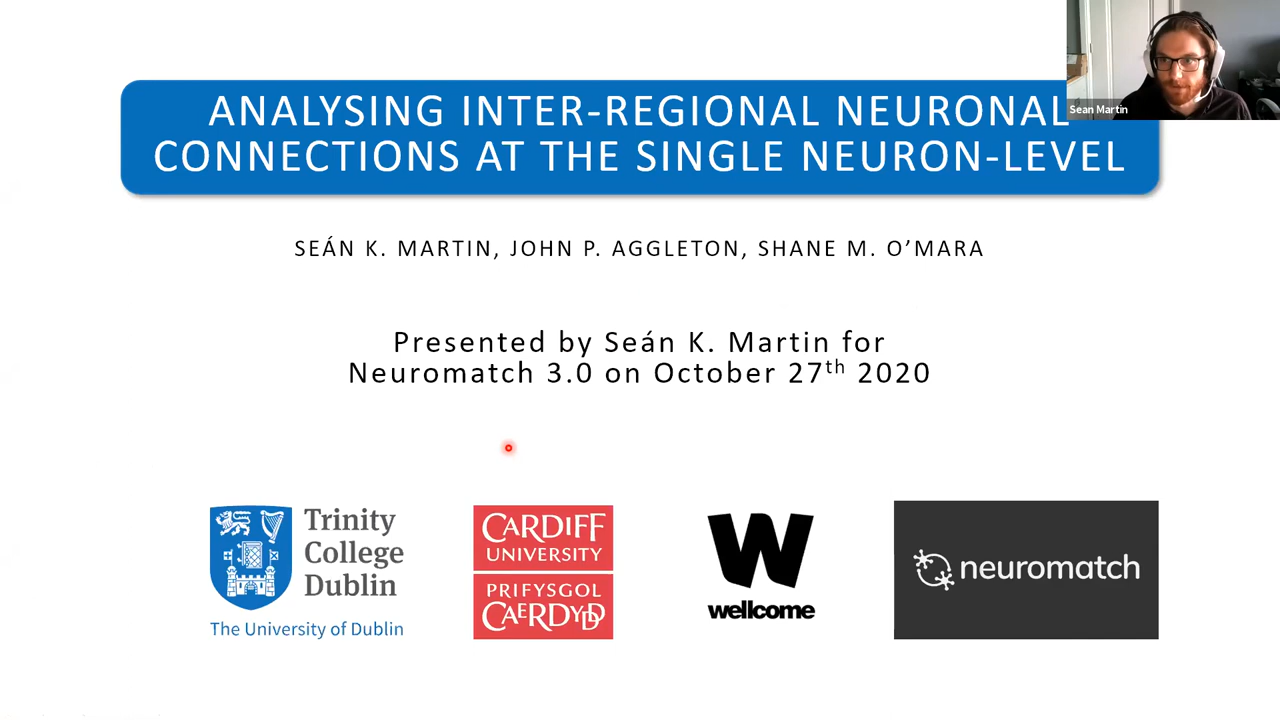 Sean Martin
ANALYSING INTER-REGIONAL NEURONAL
CONNECTIONS AT THE SINGLE NEURON-LEVEL
SEÁN K. MARTIN, JOHN P. AGGLETON, SHANE M. O’MARA
Presented by Seán K. Martin for
Neuromatch 3.0 on October 27th 2020
Trinity
College
Dublin
The University of Dublin
CARDIFF
UNIVERSITY
PRIFYSGOL
CAERDYDD
W
wellcome
neuromatch